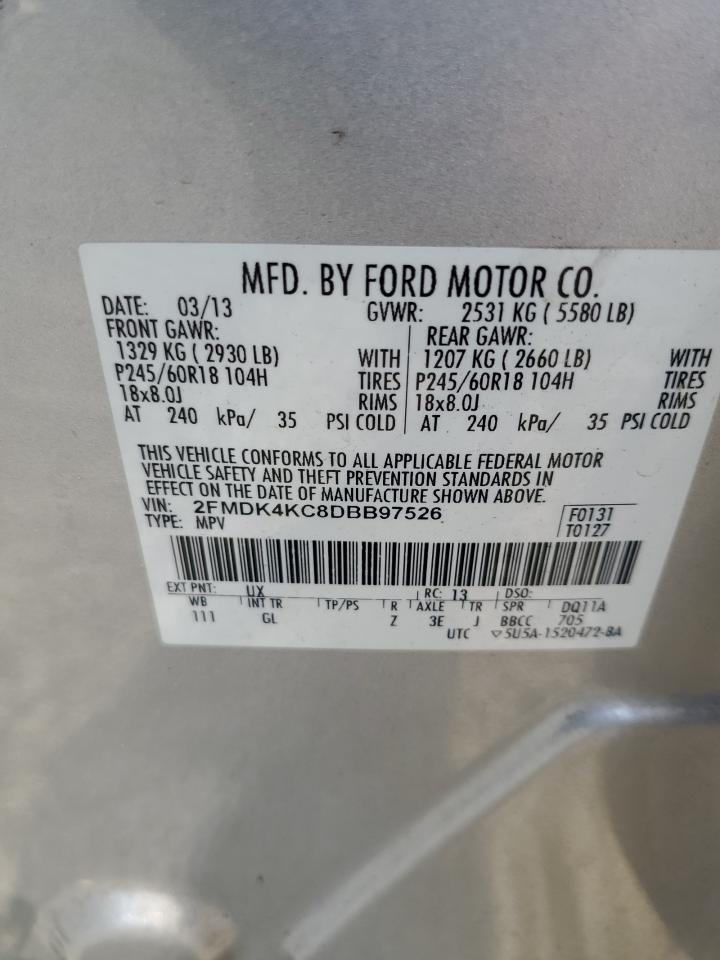 MFD. BY FORD MOTOR CO.
DATE: 03/13 GVWR: 2531 KG ( 5580 LB)
FRONT GAWR: REAR GAWR:
1329 KG ( 2930 LB) WITH 1207 KG ( 2660 LB) WITH
P245/60R18 104H TIRES P245/60R18 104H TIRES
18x8.0J RIMS 18x8.0J RIMS
AT 240 kPa/ 35 PSI COLD AT 240 kPa/ 35 PSI COLD
THIS VEHICLE CONFORMS TO ALL APPLICABLE FEDERAL MOTOR
VEHICLE SAFETY AND THEFT PREVENTION STANDARDS IN
EFFECT ON THE DATE OF MANUFACTURE SHOWN ABOVE.
VIN: 2FMDK4KC8DBB97526 F0131
TYPE: MPV T0127
EXT PNT: UX RC: 13 DSO:
WB INT TR TP/PS R AXLE TR SPR DQ11A
111 GL Z 3E J BBCC 705
UTC ▽5U5A-1520472-BA